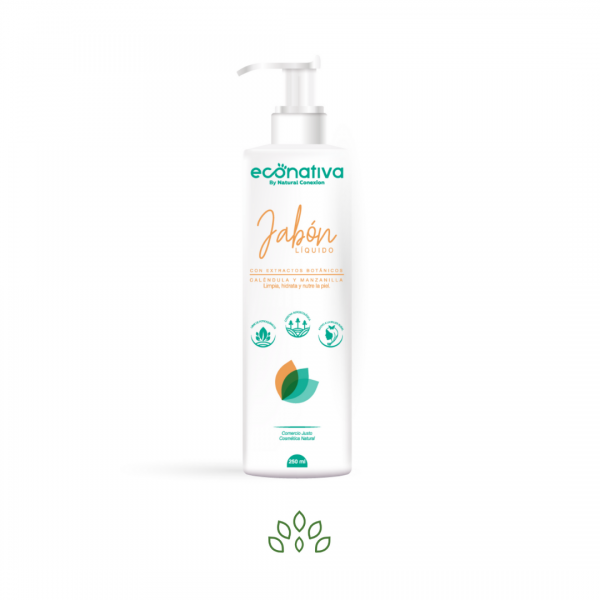 econativa
By Natural Conexion
Jabón
LÍQUIDO
CON EXTRACTOS BOTÁNICOS
CALÉNDULA Y MANZANILLA
Limpia, hidrata y nutre la piel
Comercio Justo
Cosmética Natural
250 ml